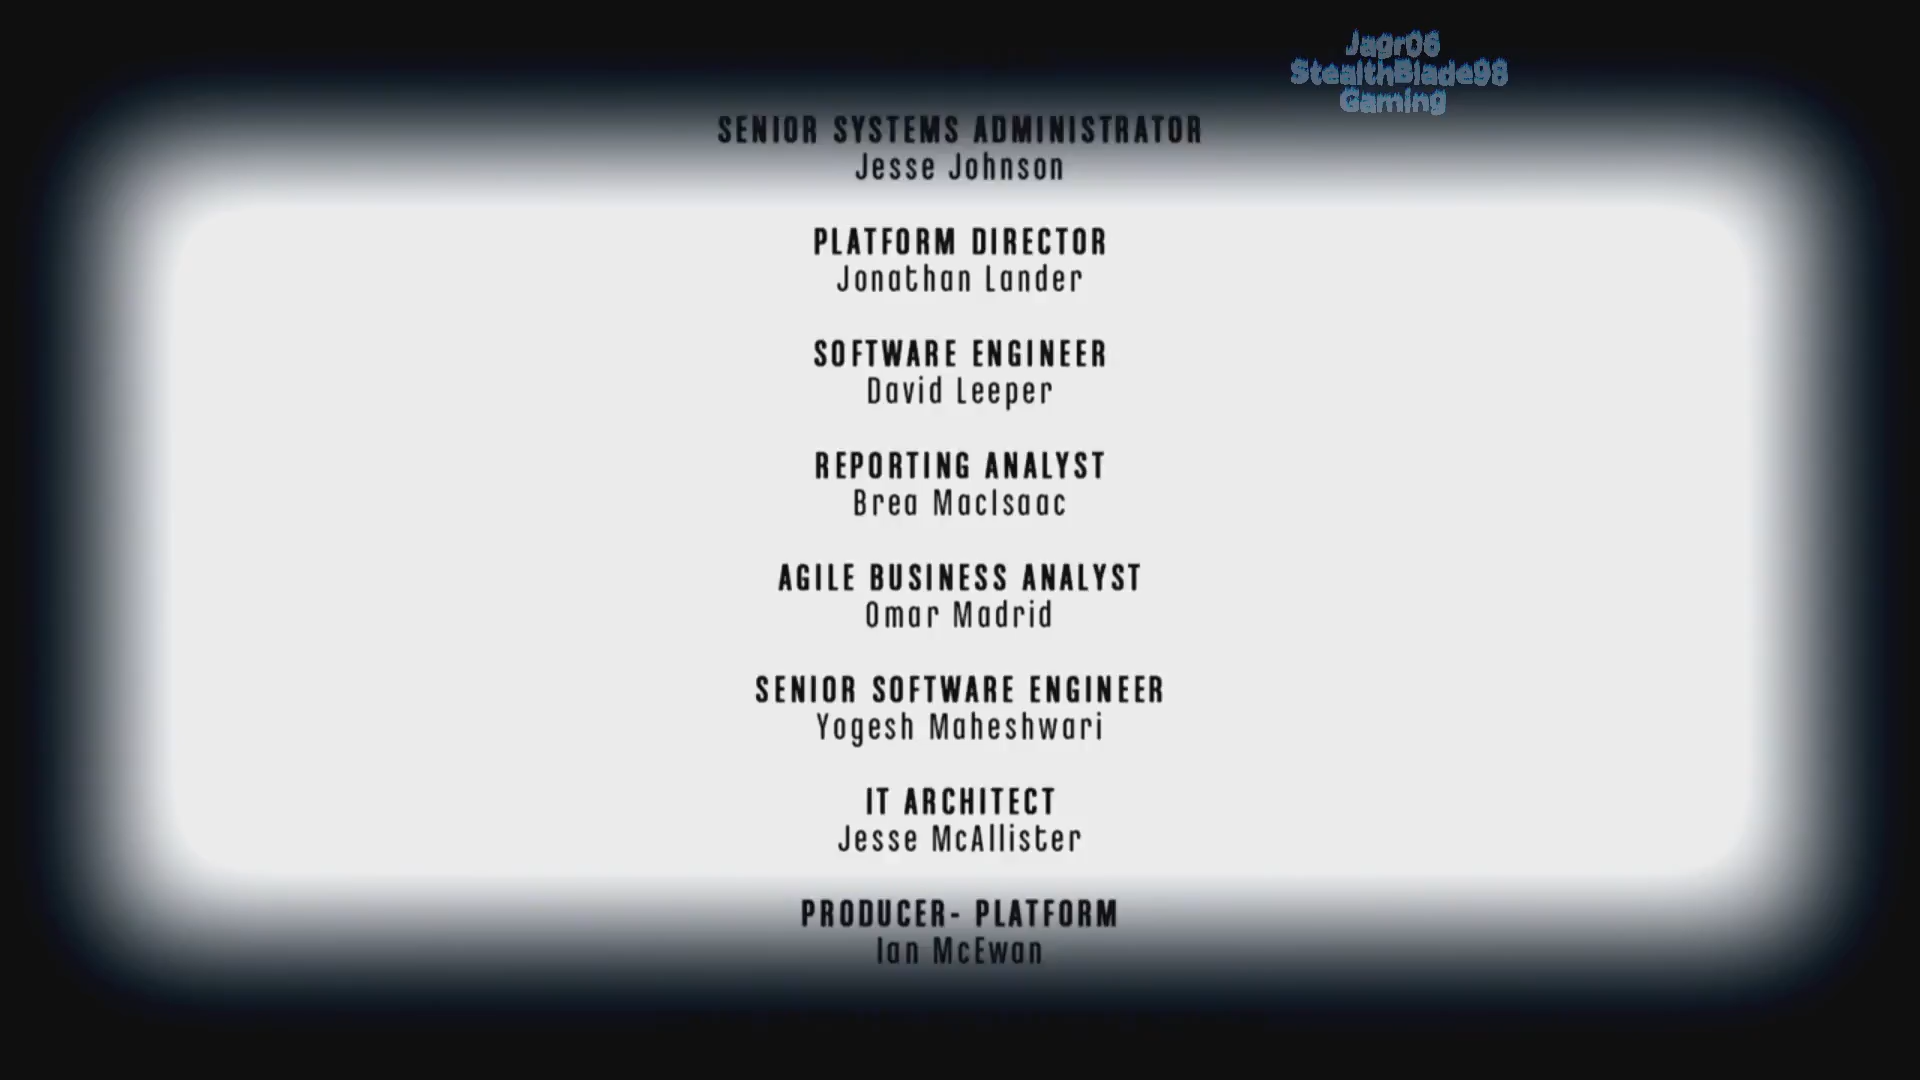 Jagr06
StealthBlade98
Gaming
SENIOR SYSTEMS ADMINISTRATOR
Jesse Johnson
PLATFORM DIRECTOR
Jonathan Lander
SOFTWARE ENGINEER
David Leeper
REPORTING ANALYST
Brea MacIsaac
AGILE BUSINESS ANALYST
Omar Madrid
SENIOR SOFTWARE ENGINEER
Yogesh Maheshwari
IT ARCHITECT
Jesse McAllister
PRODUCER- PLATFORM
Ian McEwan